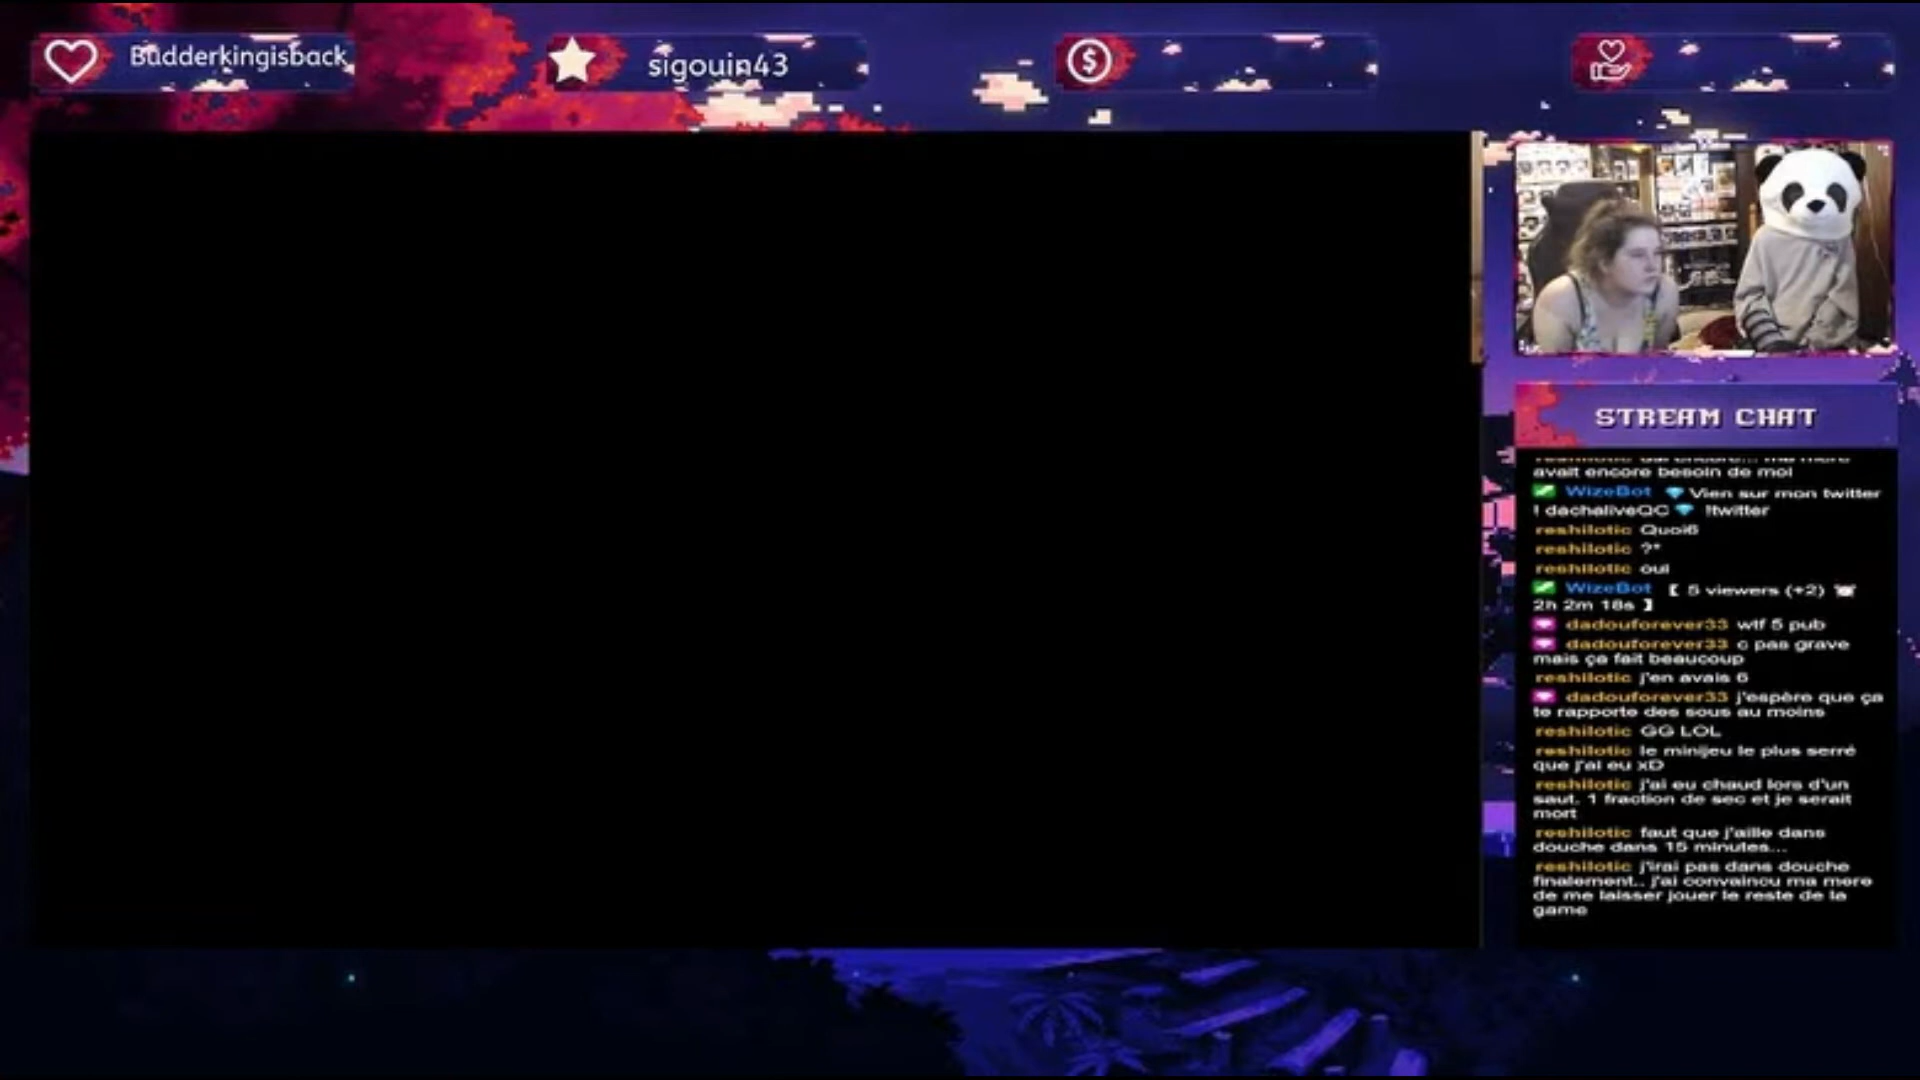 Budderkingisback
sigouin43
STREAM CHAT
avait encore besoin de moi
WizeBot Vien sur mon twitter
! dachaliveQC !twitter
reshilotic Quoi6
reshilotic ?*
reshilotic oui
WizeBot 【 5 viewers (+2)
2h 2m 18s 】
dadouforever33 wtf 5 pub
dadouforever33 c pas grave
mais ça fait beaucoup
reshilotic j'en avais 6
dadouforever33 j'espère que ça
te rapporte des sous au moins
reshilotic GG LOL
reshilotic le minijeu le plus serré
que j'ai eu xD
reshilotic j'ai eu chaud lors d'un
saut. 1 fraction de sec et je serait
mort
reshilotic faut que j'aille dans
douche dans 15 minutes...
reshilotic j'irai pas dans douche
finalement.. j'ai convaincu ma mere
de me laisser jouer le reste de la
game